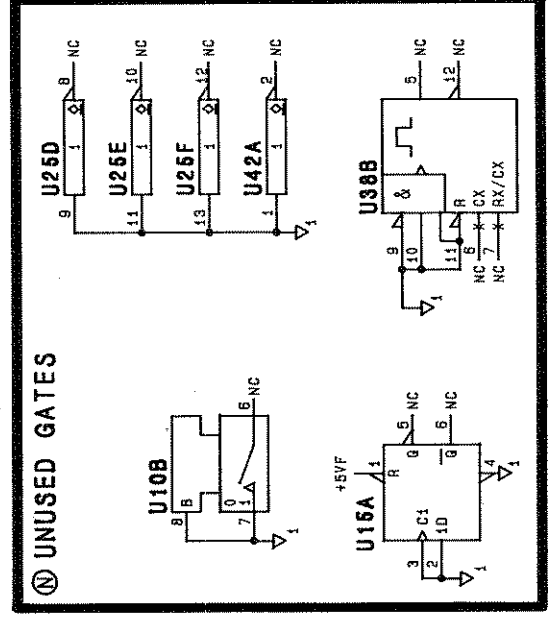 Ⓝ UNUSED GATES
U10B
8 B
0
1
7
6 NC
1
U15A
+5VF
1
R
3 C1
2 1D
Q 5 NC
Q̅ 6 NC
4
1
1
U25D
9 1 8 NC
U25E
11 1 10 NC
U25F
13 1 12 NC
U42A
1 1 2 NC
1
U38B
9 &
10
11 R
5 NC
12 NC
NC 6 X CX
NC 7 X RX/CX
1